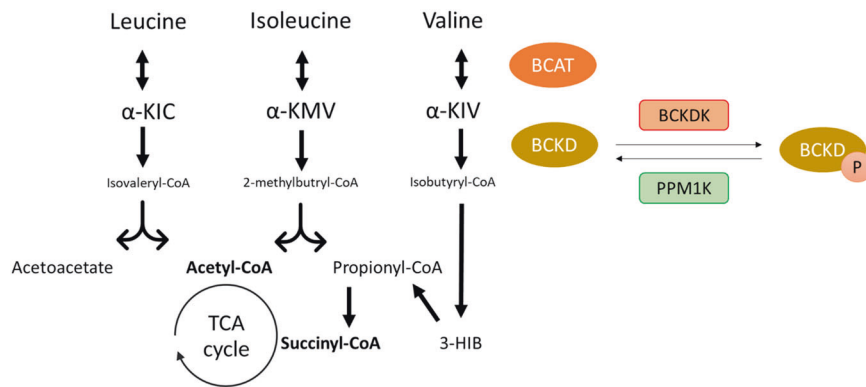 Leucine
Isoleucine
Valine
BCAT
α-KIC
α-KMV
α-KIV
BCKDK
BCKD
BCKD
P
PPM1K
Isovaleryl-CoA
2-methylbutryl-CoA
Isobutyryl-CoA
Acetoacetate
Acetyl-CoA
Propionyl-CoA
TCA
cycle
Succinyl-CoA
3-HIB